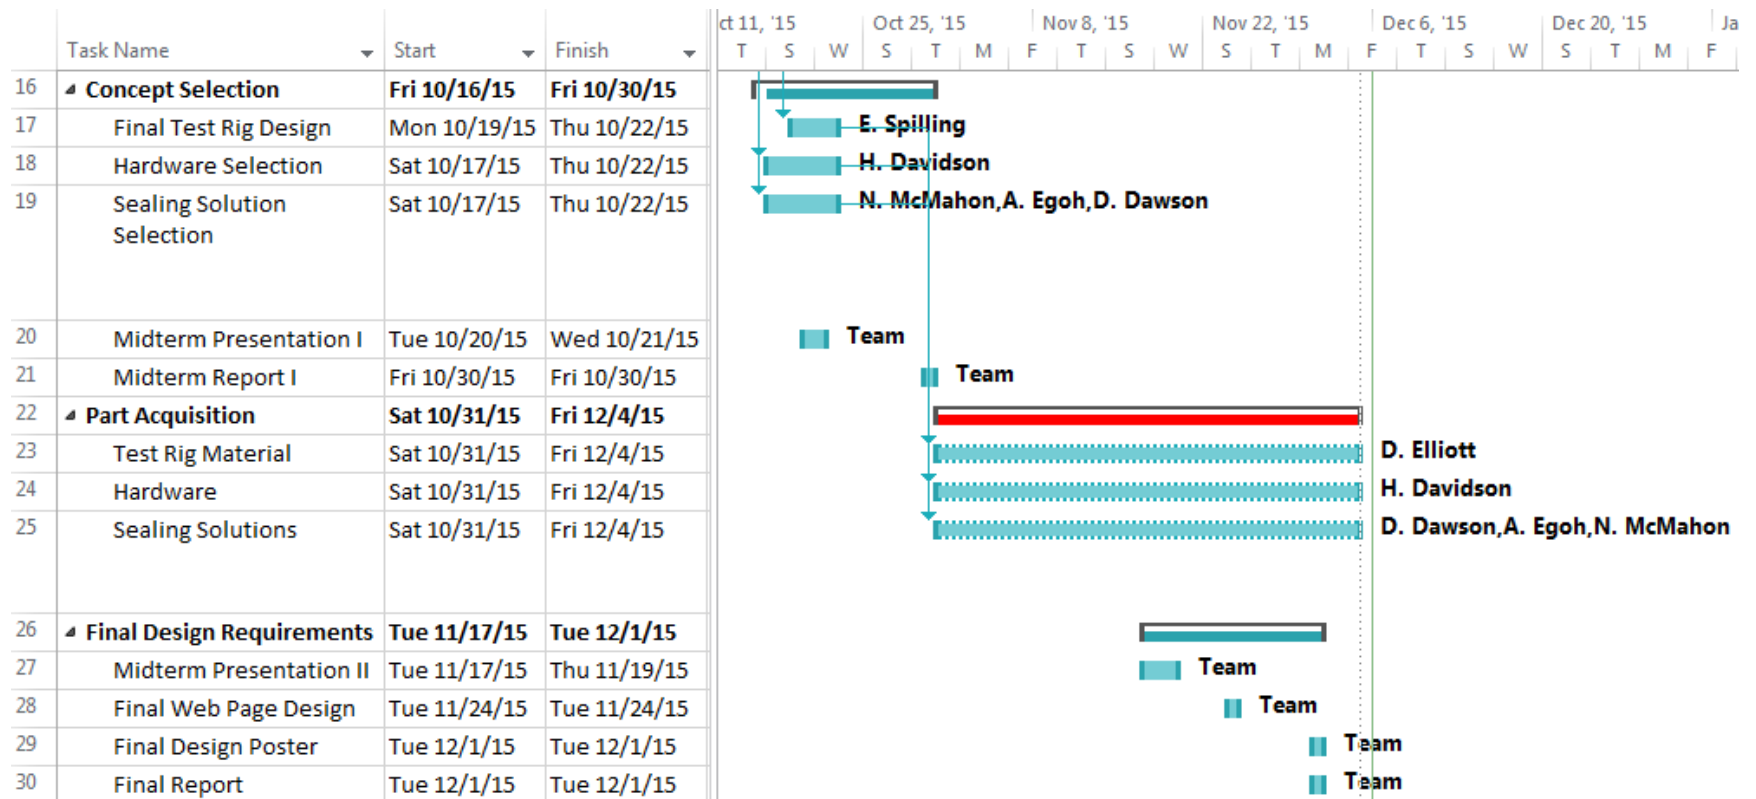 ct 11, '15 Oct 25, '15 Nov 8, '15 Nov 22, '15 Dec 6, '15 Dec 20, '15 Ja
Task Name Start Finish T S W S T M F T S W S T M F T S W S T M F
16 Concept Selection Fri 10/16/15 Fri 10/30/15
17 Final Test Rig Design Mon 10/19/15 Thu 10/22/15 E. Spilling
18 Hardware Selection Sat 10/17/15 Thu 10/22/15 H. Davidson
19 Sealing Solution Sat 10/17/15 Thu 10/22/15 N. McMahon,A. Egoh,D. Dawson
Selection
20 Midterm Presentation I Tue 10/20/15 Wed 10/21/15 Team
21 Midterm Report I Fri 10/30/15 Fri 10/30/15 Team
22 Part Acquisition Sat 10/31/15 Fri 12/4/15
23 Test Rig Material Sat 10/31/15 Fri 12/4/15 D. Elliott
24 Hardware Sat 10/31/15 Fri 12/4/15 H. Davidson
25 Sealing Solutions Sat 10/31/15 Fri 12/4/15 D. Dawson,A. Egoh,N. McMahon
26 Final Design Requirements Tue 11/17/15 Tue 12/1/15
27 Midterm Presentation II Tue 11/17/15 Thu 11/19/15 Team
28 Final Web Page Design Tue 11/24/15 Tue 11/24/15 Team
29 Final Design Poster Tue 12/1/15 Tue 12/1/15 Team
30 Final Report Tue 12/1/15 Tue 12/1/15 Team